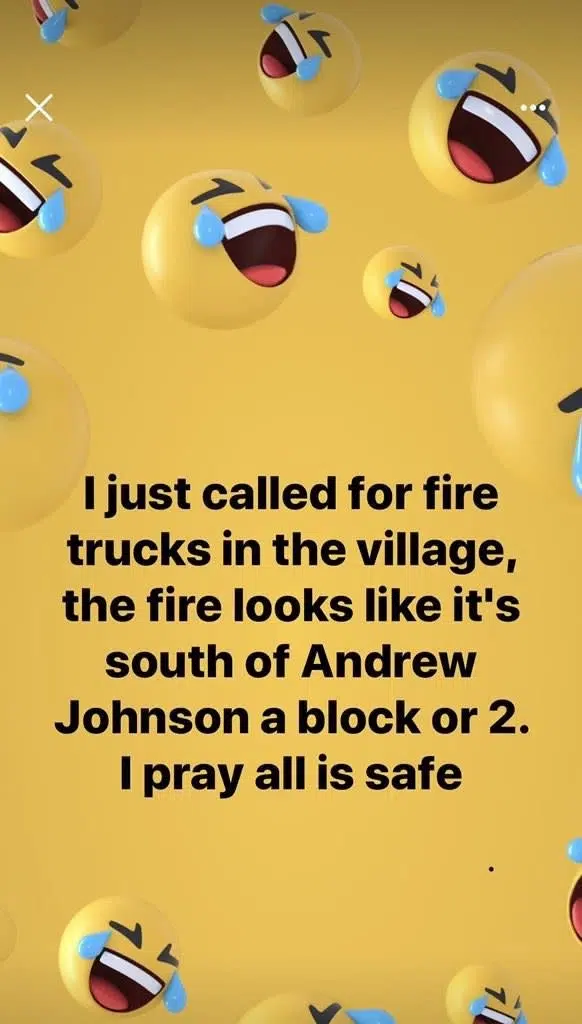 I just called for fire
trucks in the village,
the fire looks like it's
south of Andrew
Johnson a block or 2.
I pray all is safe
.